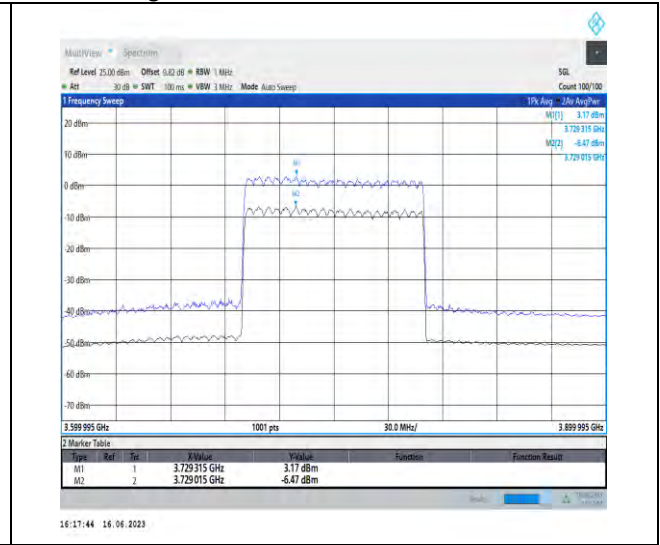 MultiView Spectrum
Ref Level 25.00 dBm Offset 9.82 dB RBW 1 MHz SGL
Att 30 dB SWT 100 ms VBW 3 MHz Mode Auto Sweep Count 100/100
1 Frequency Sweep 1Pk Avg 2Av AvgPwr
M1[1] 3.17 dBm
3.729 315 GHz
M2[2] -6.47 dBm
3.729 015 GHz
20 dBm
10 dBm
M1
0 dBm
M2
-10 dBm
-20 dBm
-30 dBm
-40 dBm
-50 dBm
-60 dBm
-70 dBm
3.599 995 GHz 1001 pts 30.0 MHz/ 3.899 995 GHz
2 Marker Table
Type Ref Trc X-Value Y-Value Function Function Result
M1 1 3.729 315 GHz 3.17 dBm
M2 2 3.729 015 GHz -6.47 dBm
16:17:44 16.06.2023